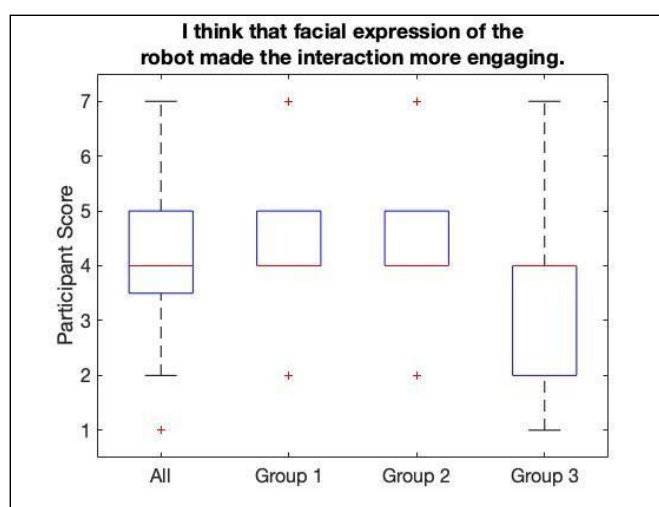 I think that facial expression of the
robot made the interaction more engaging.
7
6
5
4
3
2
1
Participant Score
All Group 1 Group 2 Group 3